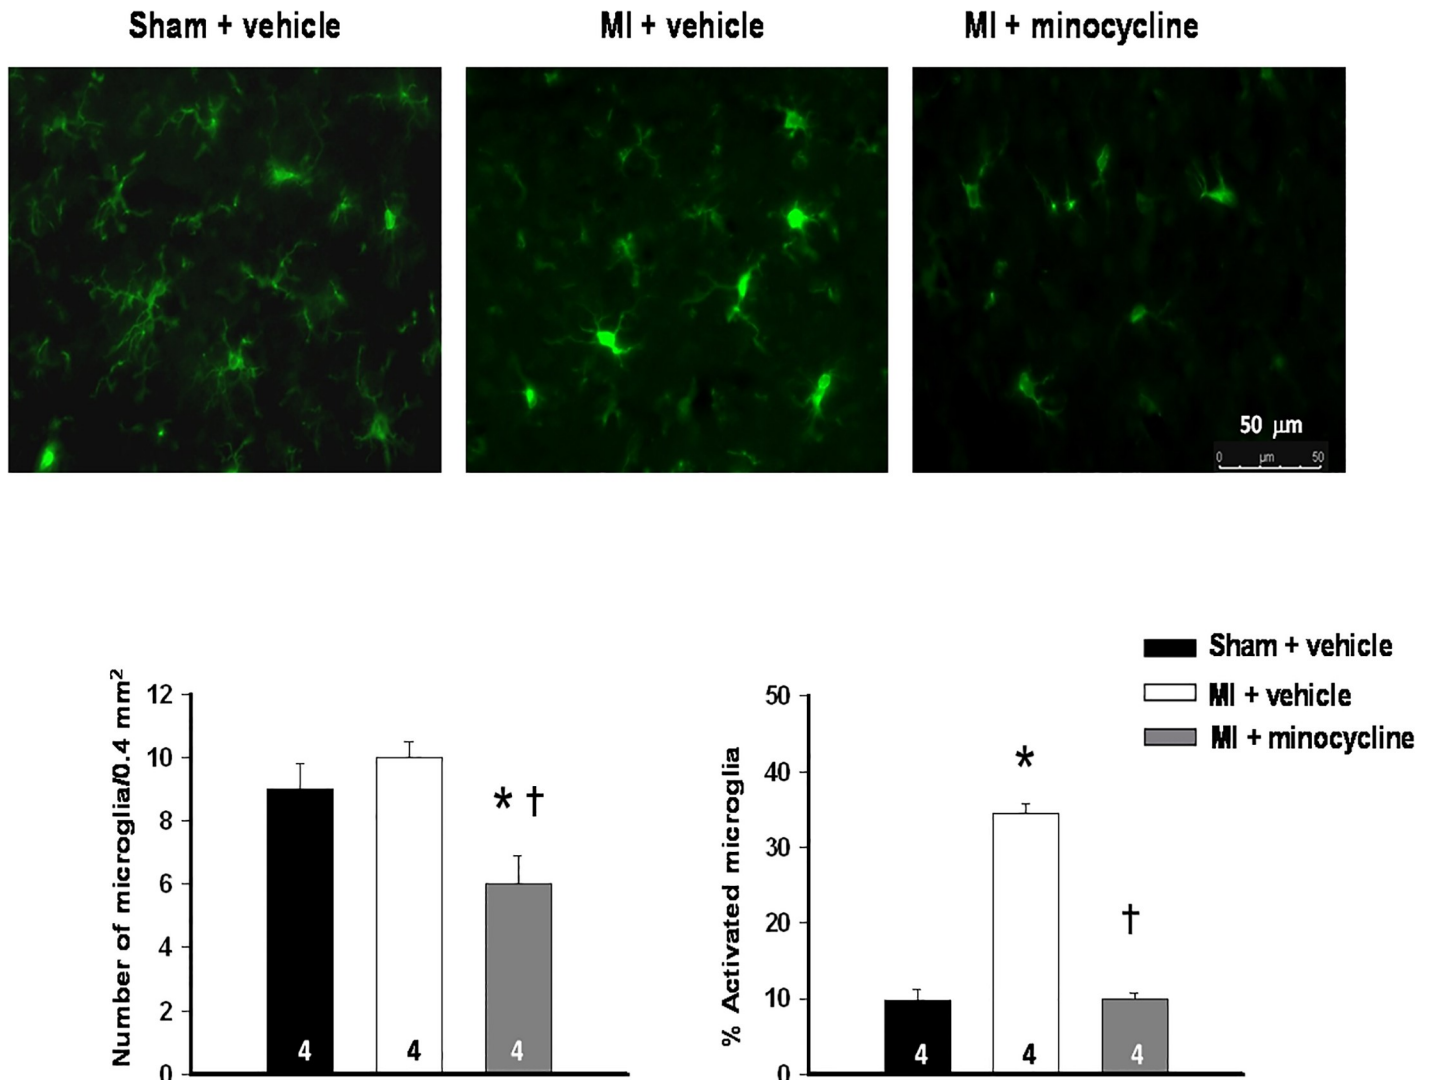 Sham + vehicle
MI + vehicle
MI + minocycline
50 μm
0 μm 50
Sham + vehicle
MI + vehicle
MI + minocycline
Number of microglia/0.4 mm²
12
10
8
6
4
2
0
* †
4
4
4
% Activated microglia
50
40
30
20
10
0
*
†
4
4
4